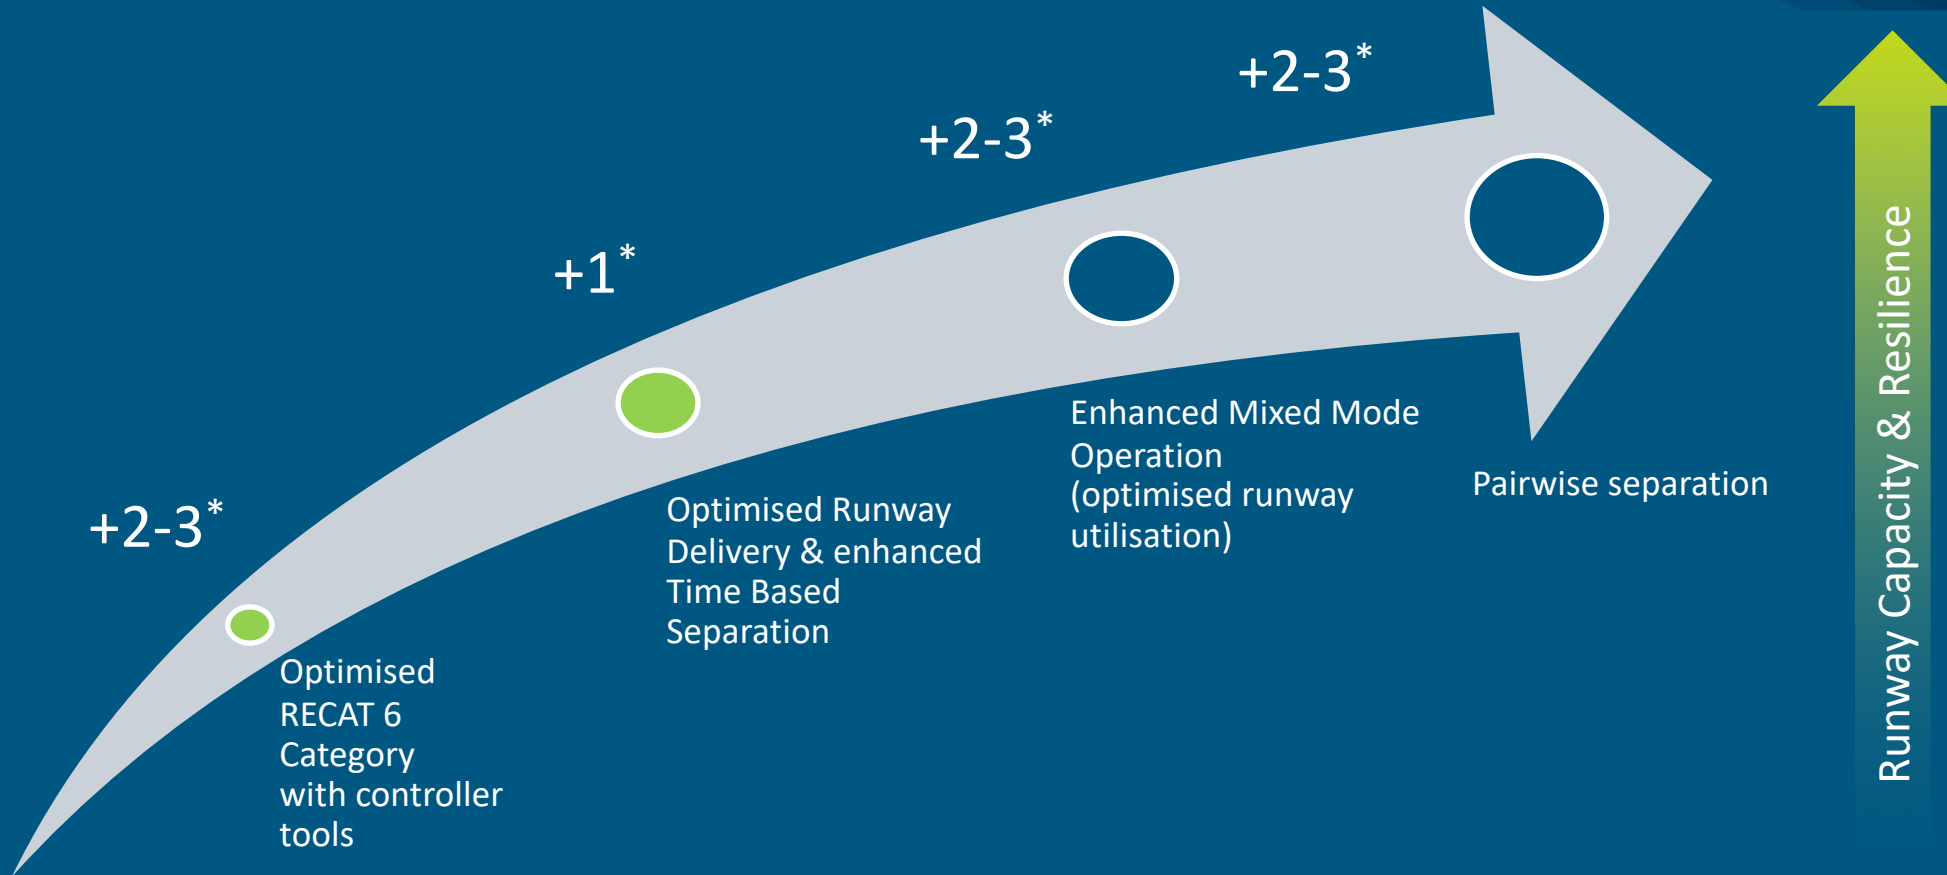 +2-3*
Optimised
RECAT 6
Category
with controller
tools
+1*
Optimised Runway
Delivery & enhanced
Time Based
Separation
+2-3*
Enhanced Mixed Mode
Operation
(optimised runway
utilisation)
+2-3*
Pairwise separation
Runway Capacity & Resilience